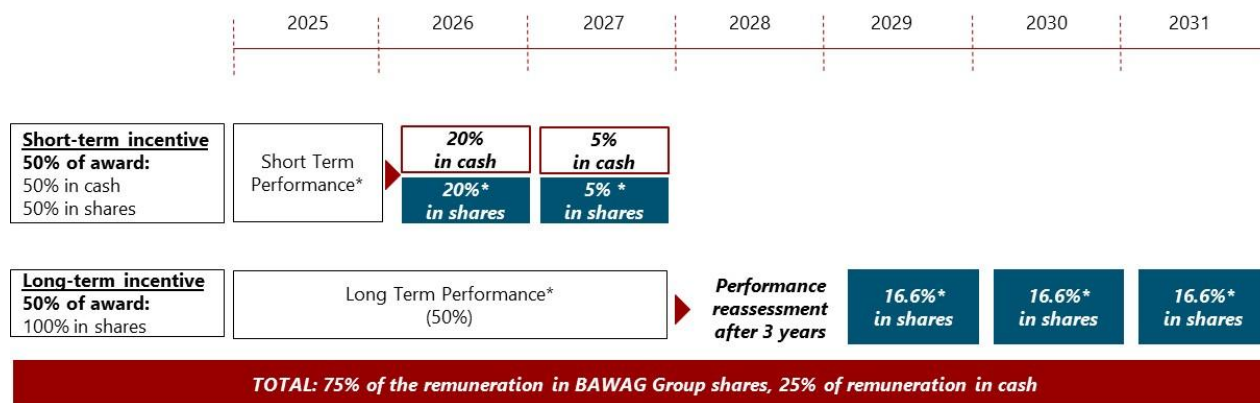 2025 2026 2027 2028 2029 2030 2031
Short-term incentive
50% of award:
50% in cash
50% in shares
Short Term
Performance*
20%
in cash
5%
in cash
20%*
in shares
5% *
in shares
Long-term incentive
50% of award:
100% in shares
Long Term Performance*
(50%)
Performance
reassessment
after 3 years
16.6%*
in shares
16.6%*
in shares
16.6%*
in shares
TOTAL: 75% of the remuneration in BAWAG Group shares, 25% of remuneration in cash